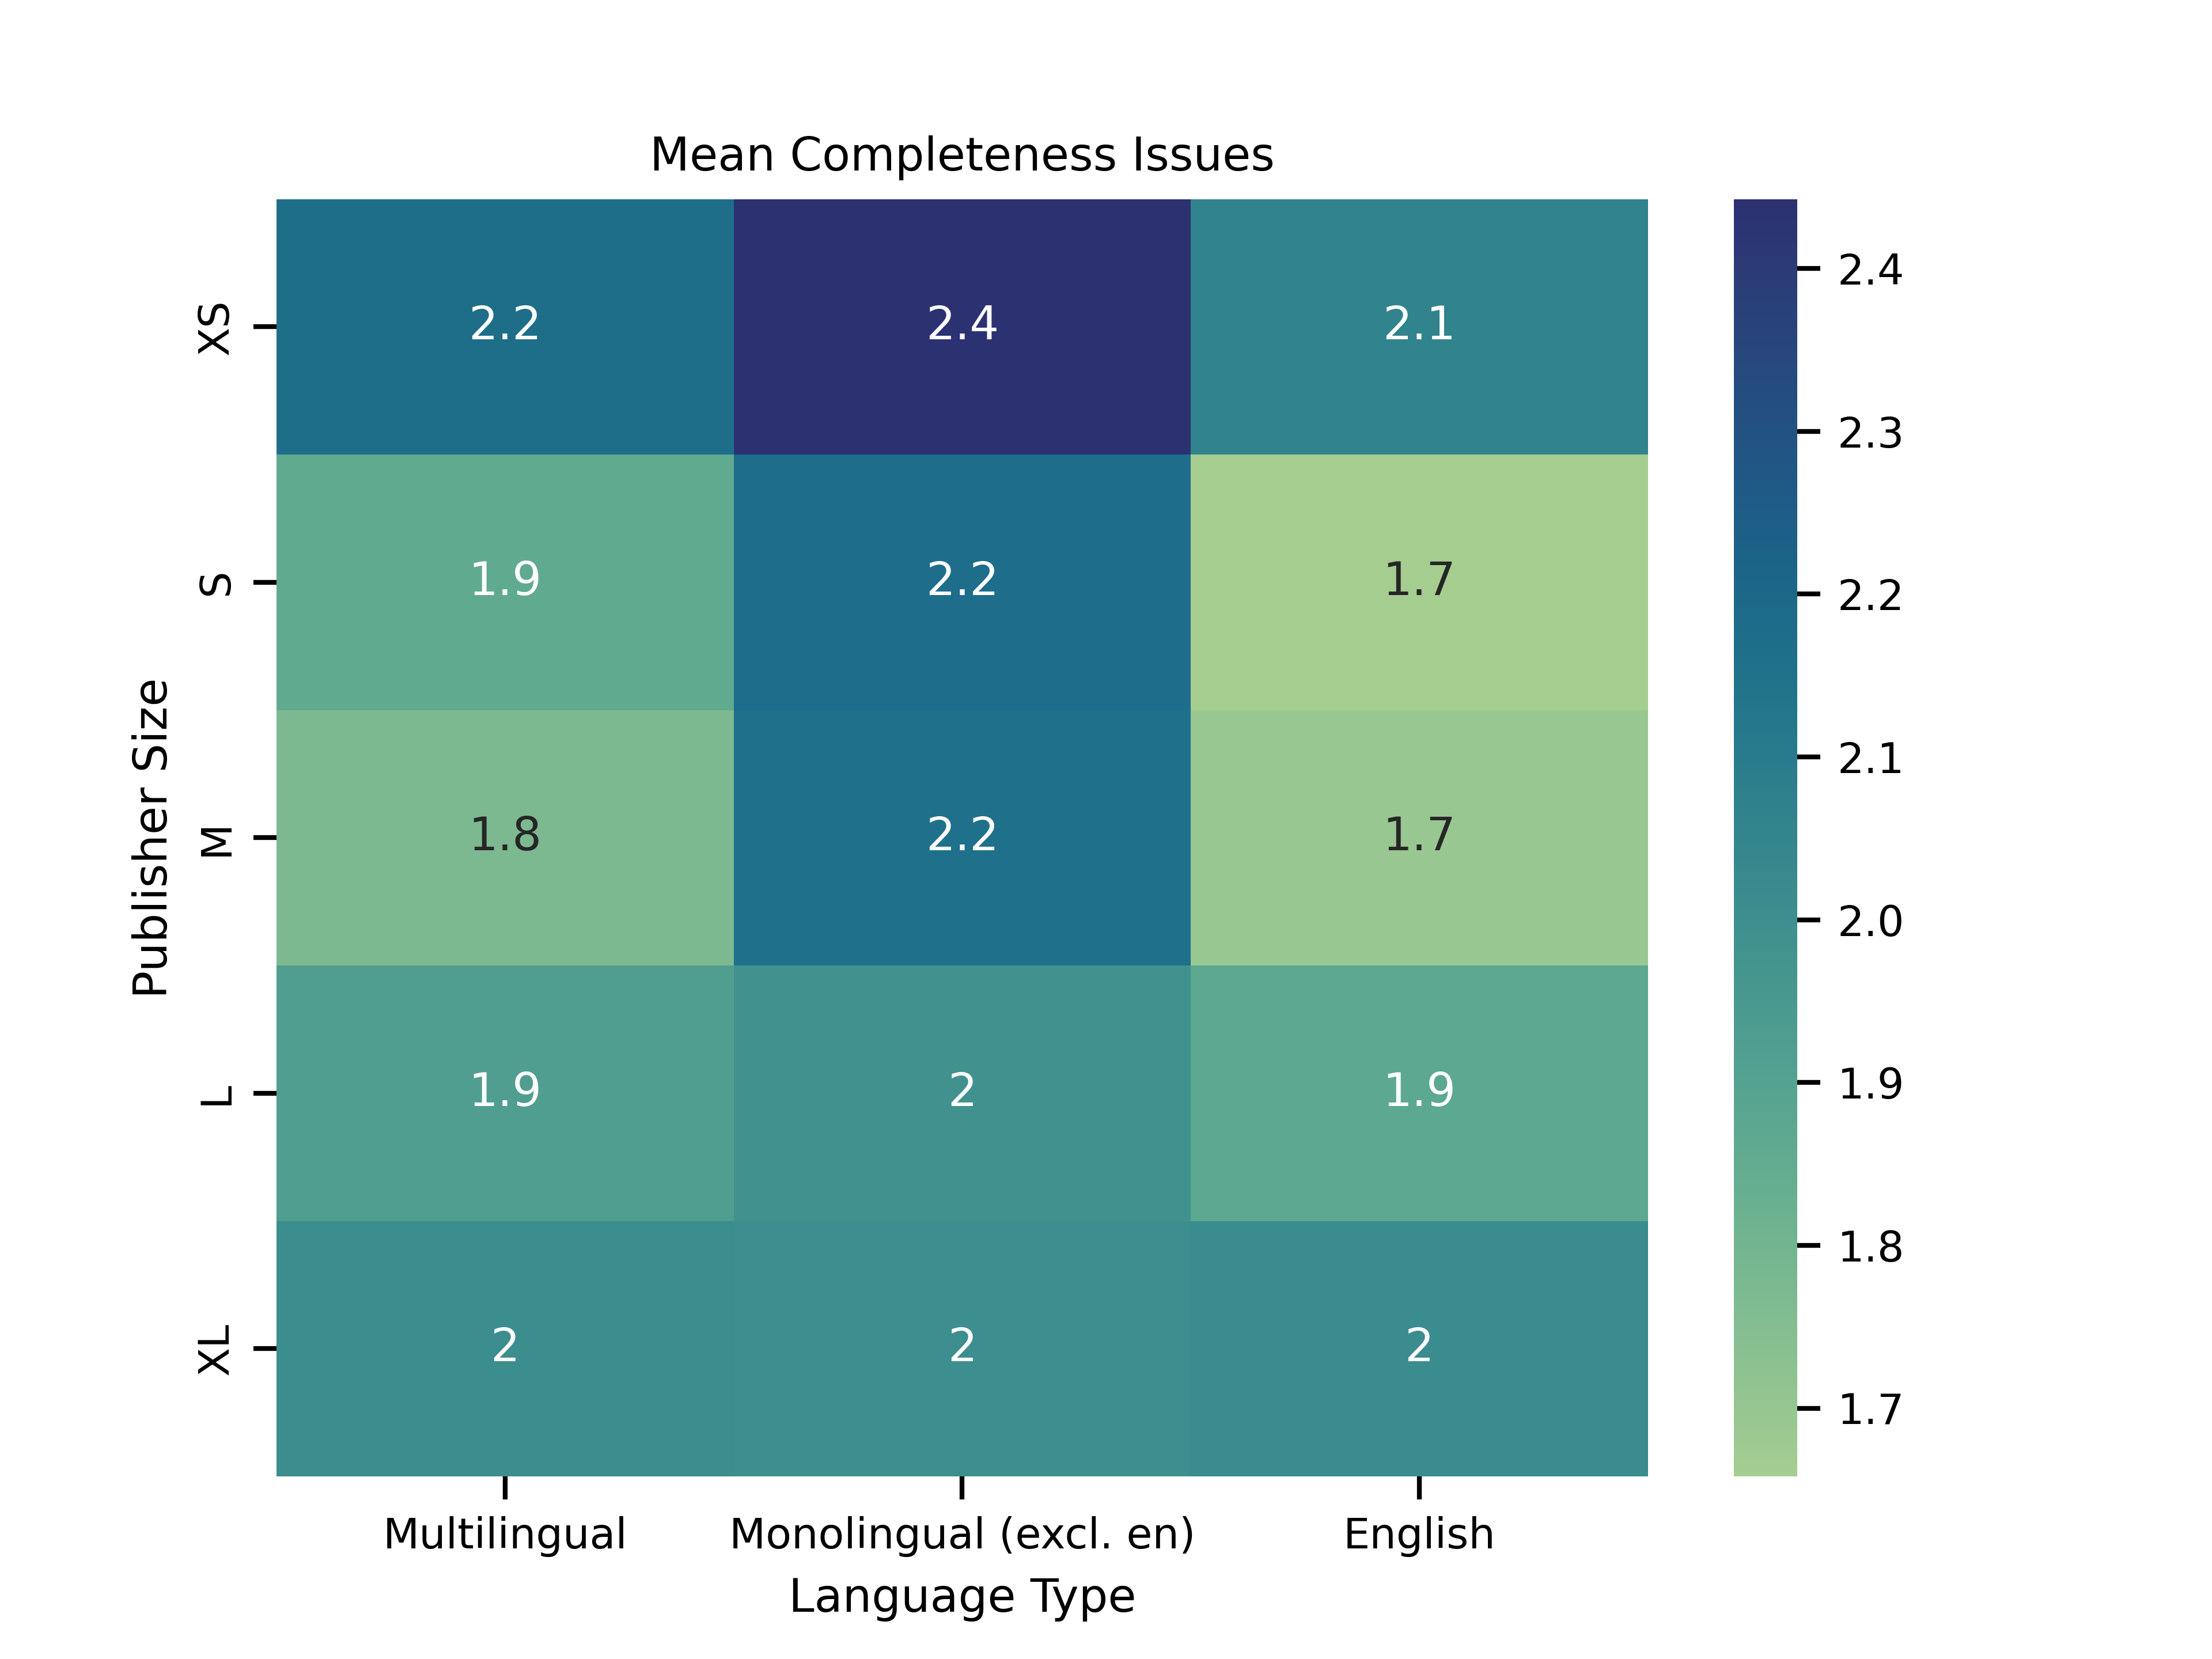 Mean Completeness Issues
XS
2.2
2.4
2.1
S
1.9
2.2
1.7
M
1.8
2.2
1.7
L
1.9
2
1.9
XL
2
2
2
Publisher Size
Multilingual
Monolingual (excl. en)
English
Language Type
2.4
2.3
2.2
2.1
2.0
1.9
1.8
1.7